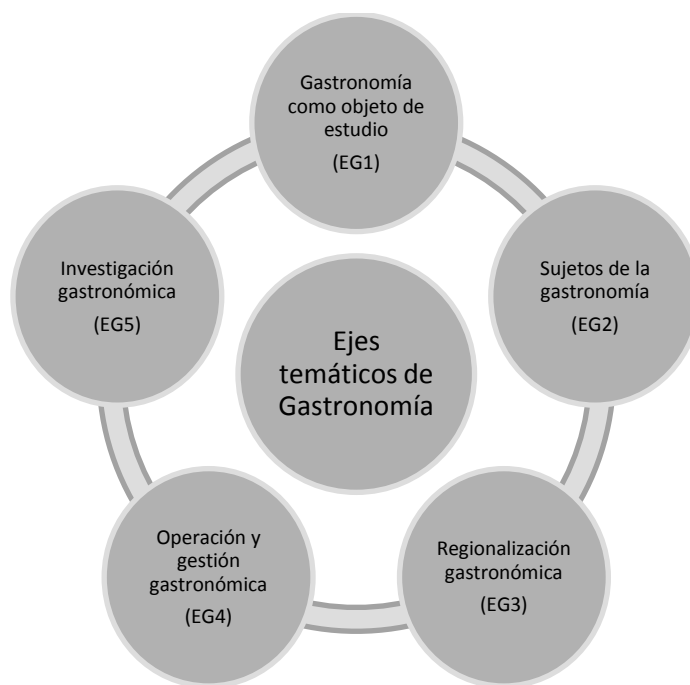 Gastronomía
como objeto de
estudio
(EG1)
Sujetos de la
gastronomía
(EG2)
Regionalización
gastronómica
(EG3)
Operación y
gestión
gastronómica
(EG4)
Investigación
gastronómica
(EG5)
Ejes
temáticos de
Gastronomía